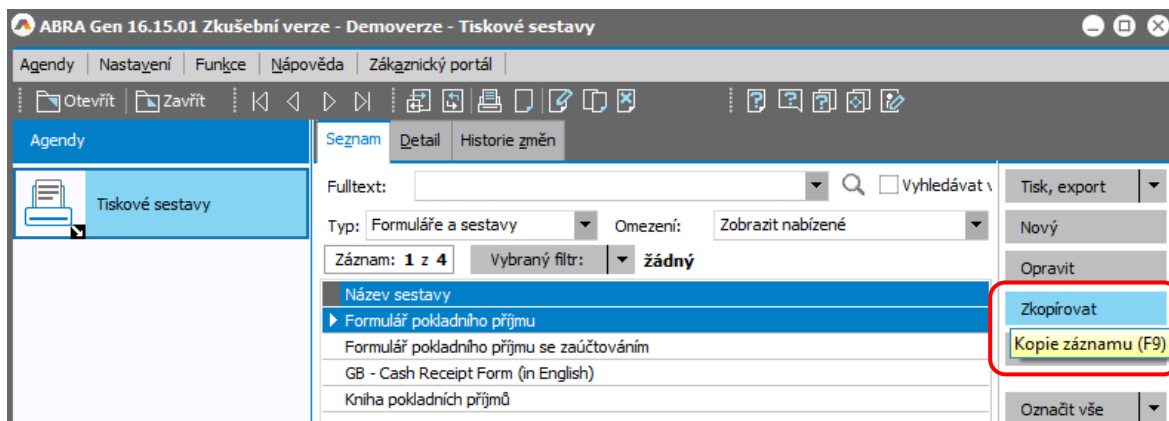 ABRA Gen 16.15.01 Zkušební verze - Demoverze - Tiskové sestavy
Agendy Nastavení Funkce Nápověda Zákaznický portál
Otevřít Zavřít
Agendy
Tiskové sestavy
Seznam Detail Historie změn
Fulltext: Vyhledávat v
Typ: Formuláře a sestavy Omezení: Zobrazit nabízené
Záznam: 1 z 4 Vybraný filtr: žádný
Název sestavy
Formulář pokladního příjmu
Formulář pokladního příjmu se zaúčtováním
GB - Cash Receipt Form (in English)
Kniha pokladních příjmů
Tisk, export
Nový
Opravit
Zkopírovat
Kopie záznamu (F9)
Označit vše